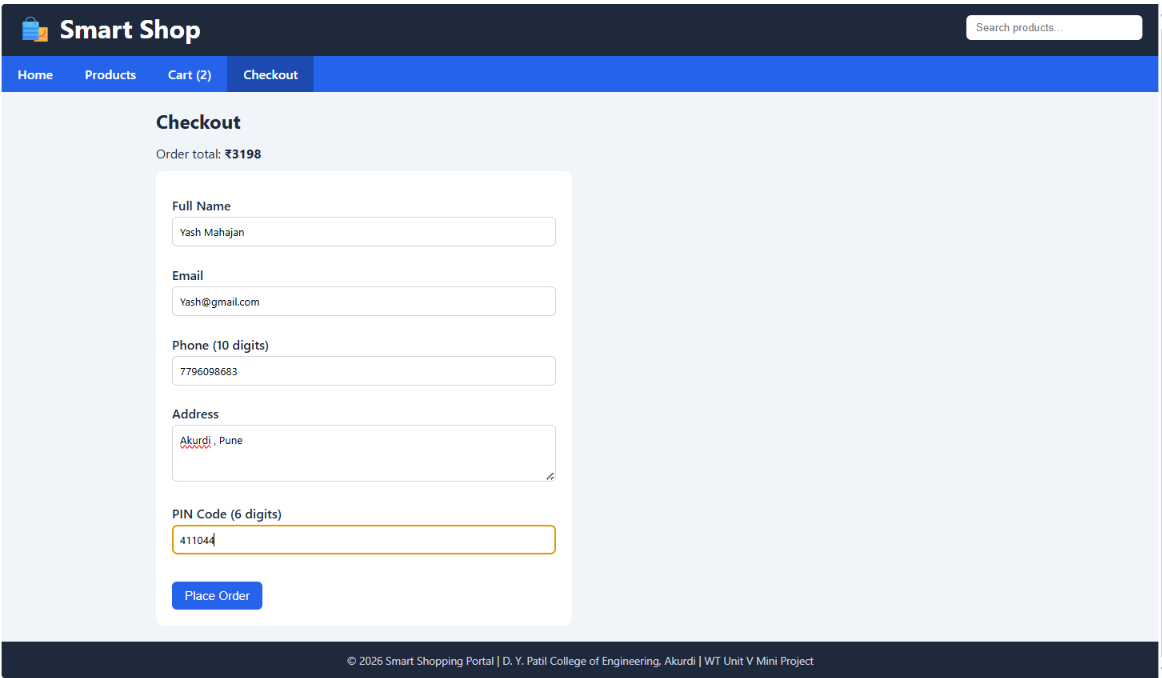 Smart Shop
Search products...
Home Products Cart (2) Checkout
Checkout
Order total: ₹3198
Full Name
Yash Mahajan
Email
Yash@gmail.com
Phone (10 digits)
7796098683
Address
Akurdi , Pune
PIN Code (6 digits)
411044
Place Order
© 2026 Smart Shopping Portal | D. Y. Patil College of Engineering, Akurdi | WT Unit V Mini Project